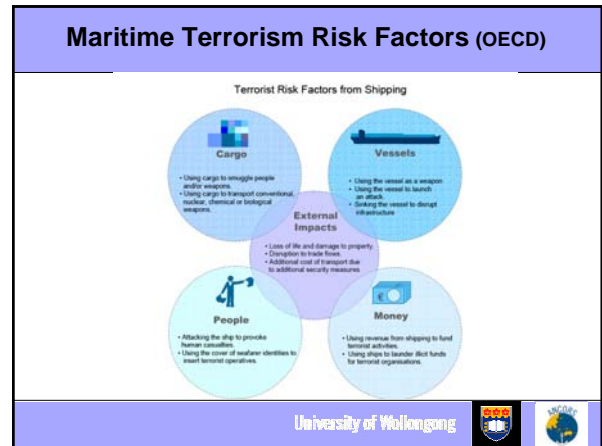 Maritime Terrorism Risk Factors (OECD)
Terrorist Risk Factors from Shipping
Cargo
• Using cargo to smuggle people
and/or weapons.
• Using cargo to transport conventional,
nuclear, chemical or biological
weapons.
Vessels
• Using the vessel as a weapon
• Using the vessel to launch
an attack.
• Sinking the vessel to disrupt
infrastructure
External
Impacts
• Loss of life and damage to property.
• Disruption to trade flows.
• Additional cost of transport due
to additional security measures
People
• Attacking the ship to provoke
human casualties.
• Using the cover of seafarer identities to
insert terrorist operatives.
€
Money
• Using revenue from shipping to fund
terrorist activities.
• Using ships to launder illicit funds
for terrorist organisations.
University of Wollongong
ANCORS